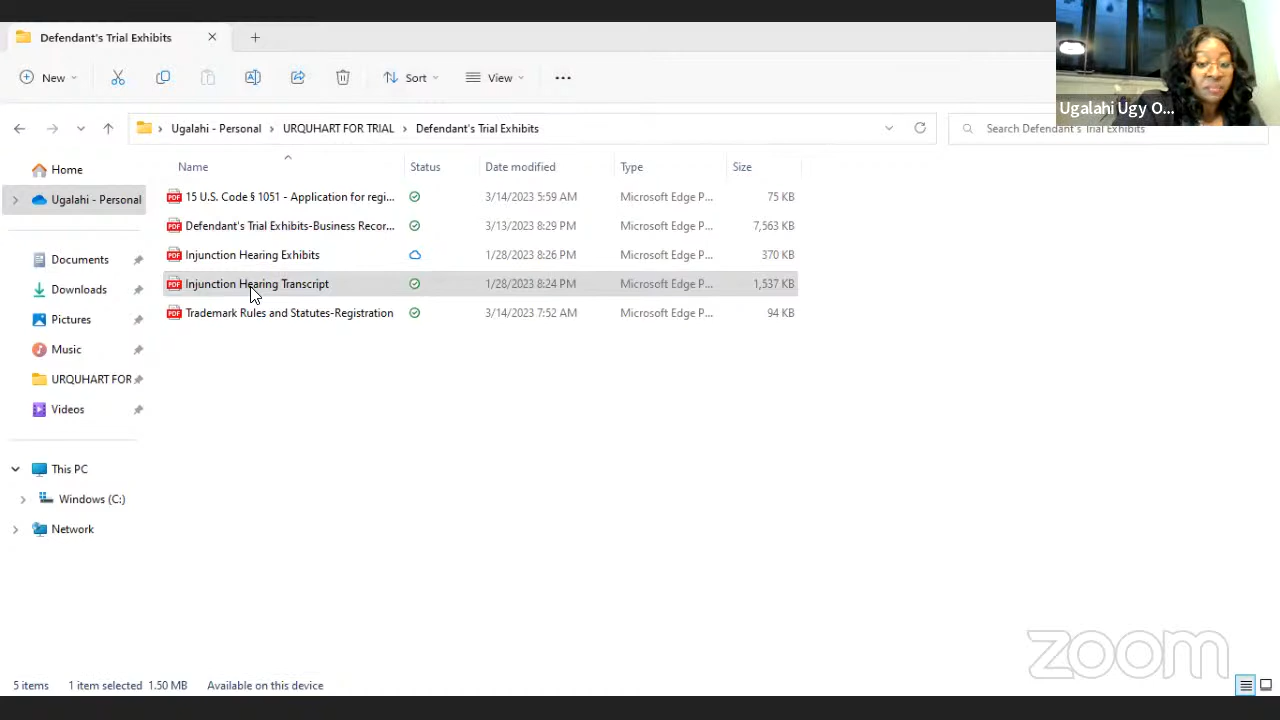 Defendant's Trial Exhibits
New
Sort
View
Ugalahi Ugy O...
Ugalahi - Personal > URQUHART FOR TRIAL > Defendant's Trial Exhibits
Search Defendant's Trial Exhibits
Name Status Date modified Type Size
Home
Ugalahi - Personal
Documents
Downloads
Pictures
Music
URQUHART FOR
Videos
This PC
Windows (C:)
Network
PDF 15 U.S. Code § 1051 - Application for regi... 3/14/2023 5:59 AM Microsoft Edge P... 75 KB
PDF Defendant's Trial Exhibits-Business Recor... 3/13/2023 8:29 PM Microsoft Edge P... 7,563 KB
PDF Injunction Hearing Exhibits 1/28/2023 8:26 PM Microsoft Edge P... 370 KB
PDF Injunction Hearing Transcript 1/28/2023 8:24 PM Microsoft Edge P... 1,537 KB
PDF Trademark Rules and Statutes-Registration 3/14/2023 7:52 AM Microsoft Edge P... 94 KB
zoom
5 items 1 item selected 1.50 MB Available on this device